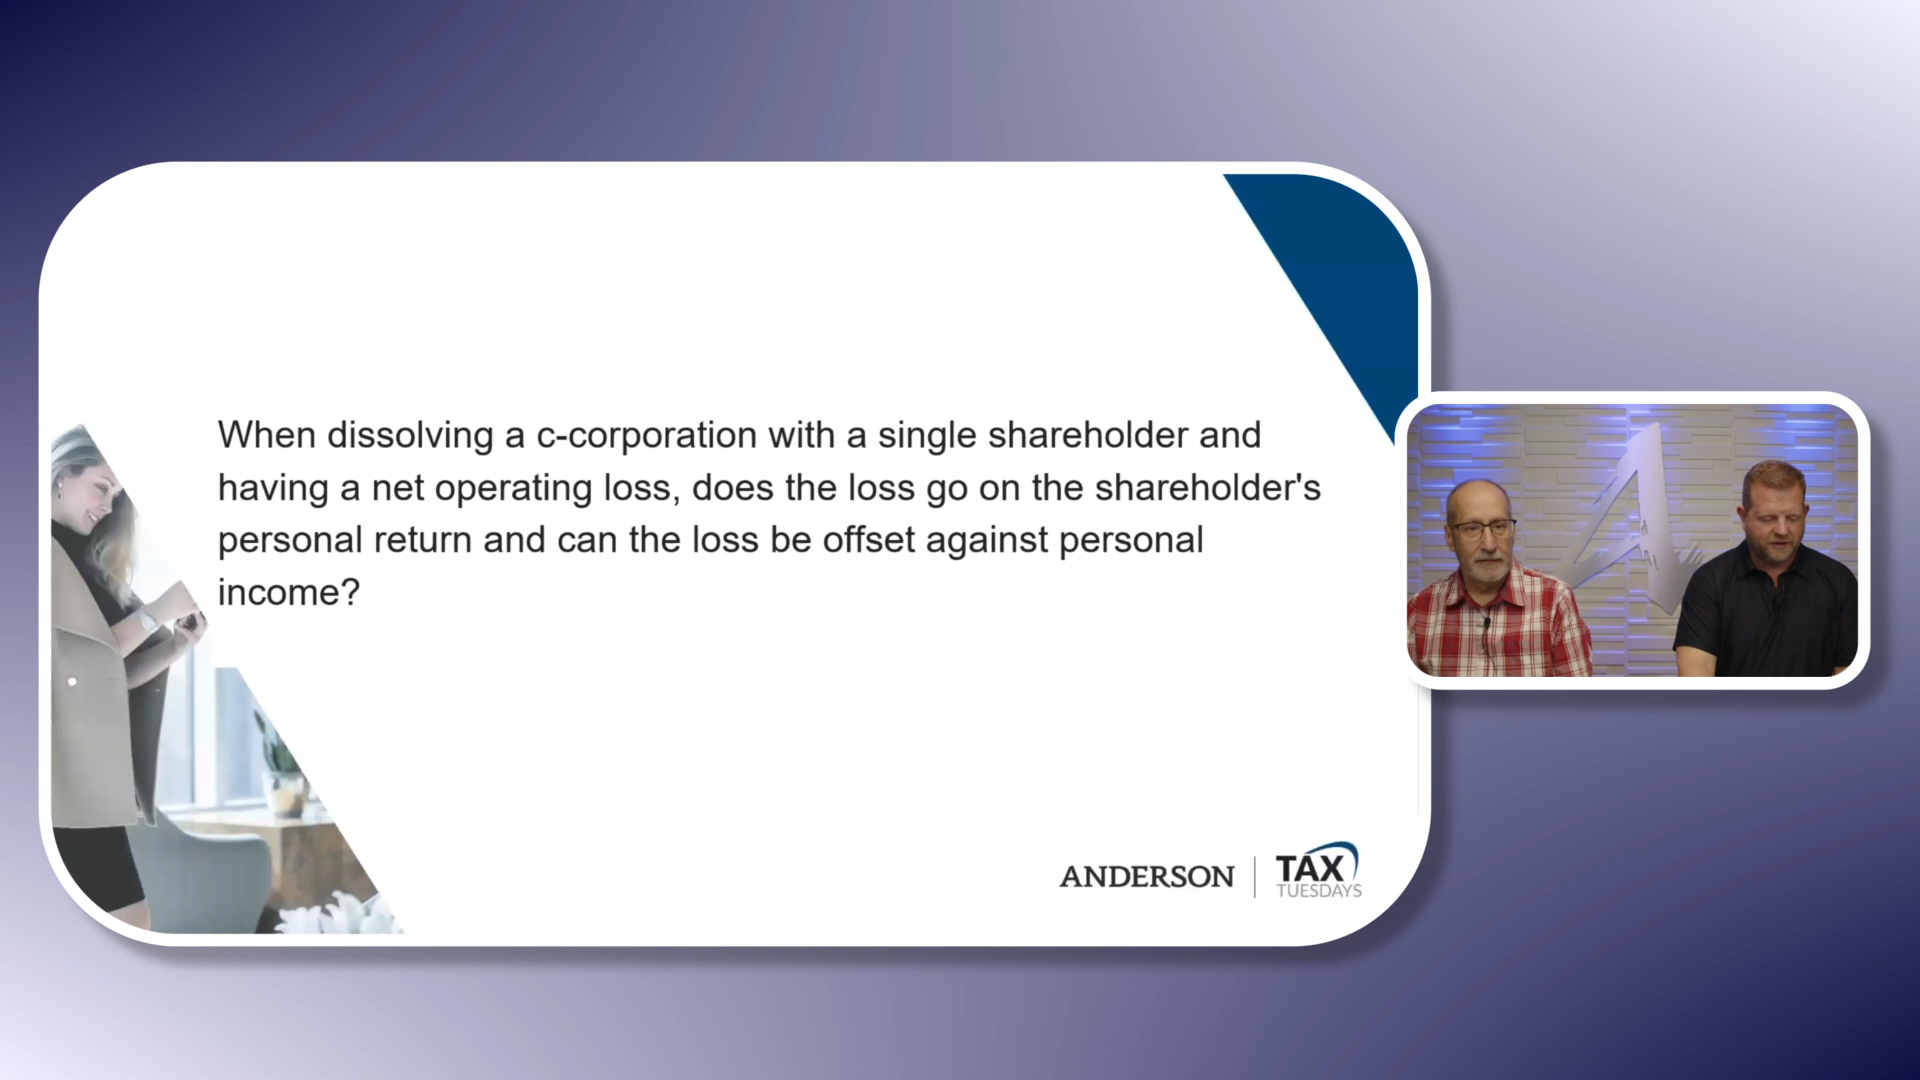 When dissolving a c-corporation with a single shareholder and
having a net operating loss, does the loss go on the shareholder's
personal return and can the loss be offset against personal
income?
ANDERSON
TAX
TUESDAYS